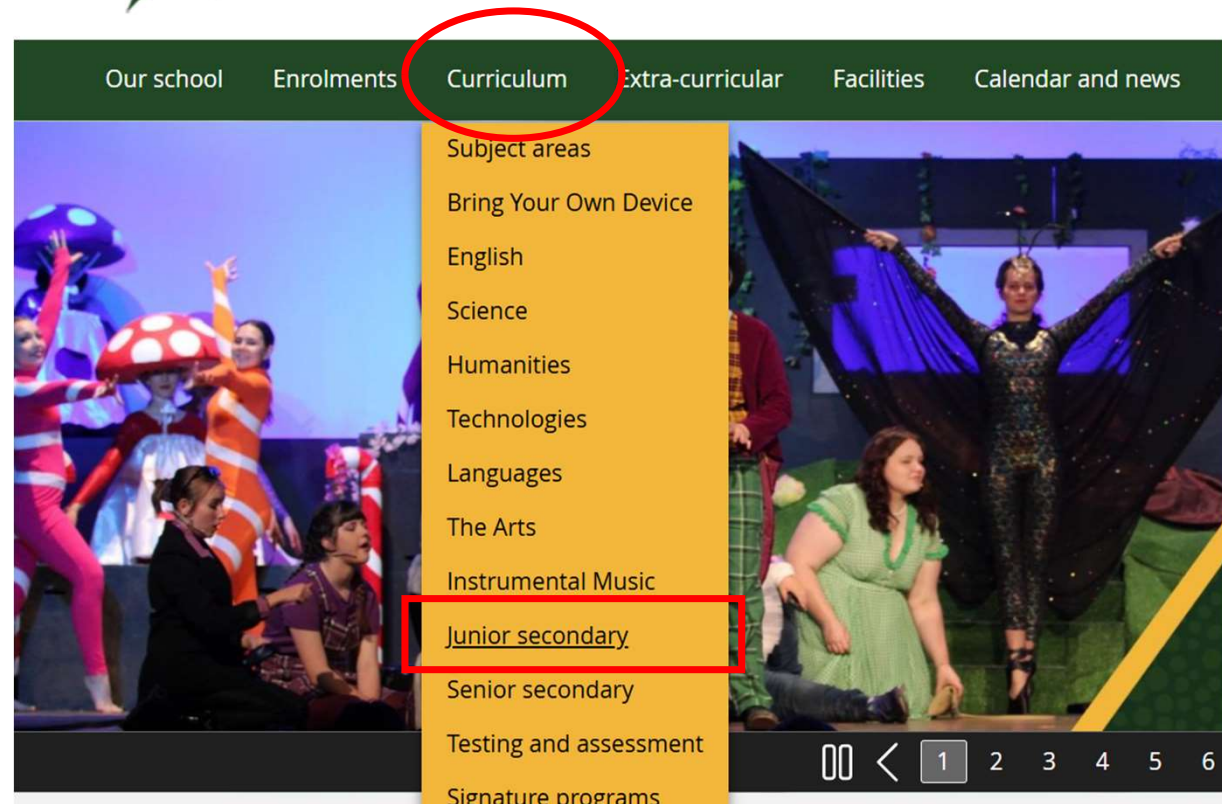 Our school Enrolments Curriculum Extra-curricular Facilities Calendar and news
Subject areas
Bring Your Own Device
English
Science
Humanities
Technologies
Languages
The Arts
Instrumental Music
Junior secondary
Senior secondary
Testing and assessment
1 2 3 4 5 6
Signature programs